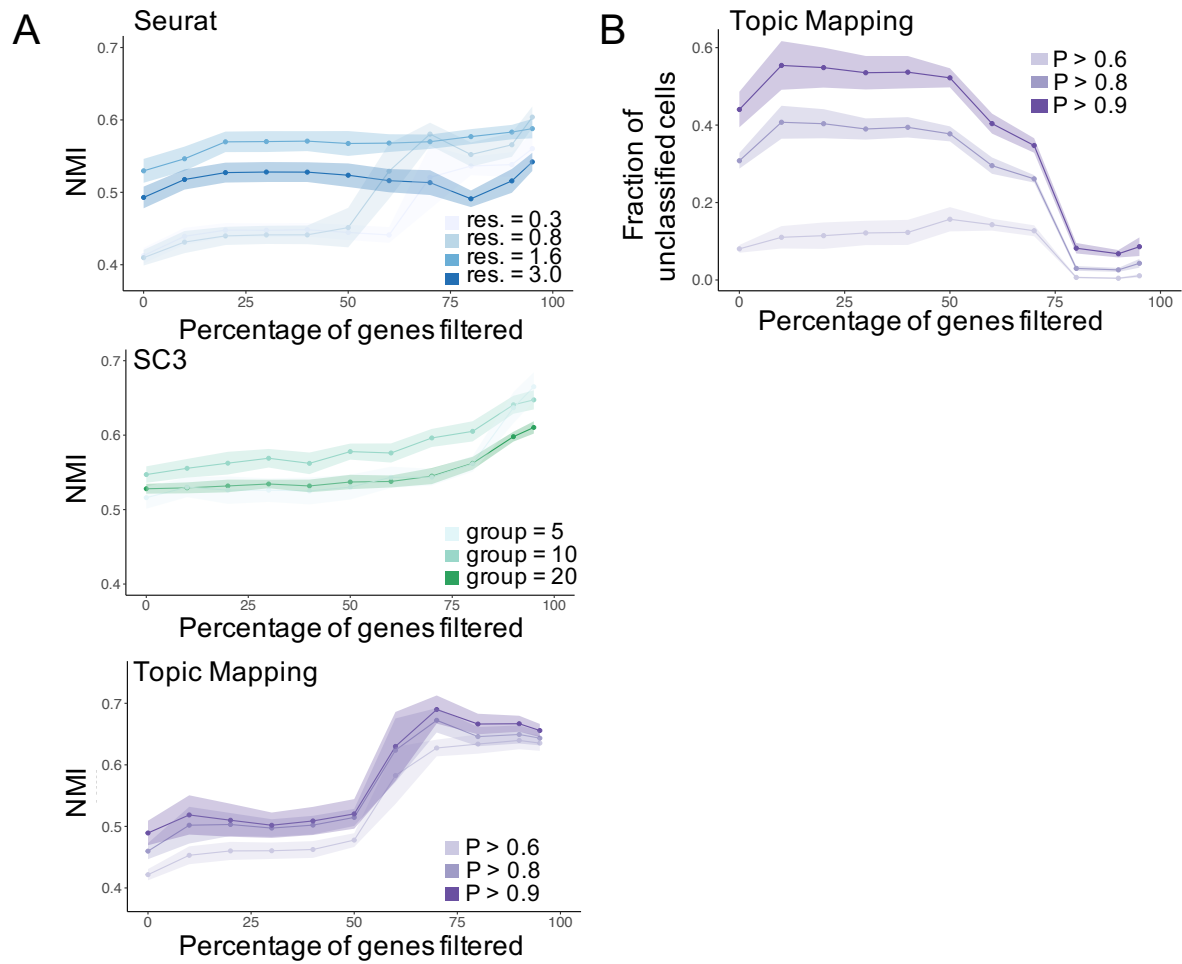 A
Seurat
0.7
0.6
0.5
0.4
NMI
res. = 0.3
res. = 0.8
res. = 1.6
res. = 3.0
0 25 50 75 100
Percentage of genes filtered
SC3
0.7
0.6
0.5
0.4
NMI
group = 5
group = 10
group = 20
0 25 50 75 100
Percentage of genes filtered
Topic Mapping
0.7
0.6
0.5
0.4
NMI
P > 0.6
P > 0.8
P > 0.9
0 25 50 75 100
Percentage of genes filtered
B
Topic Mapping
0.6
0.4
0.2
0.0
Fraction of
unclassified cells
P > 0.6
P > 0.8
P > 0.9
0 25 50 75 100
Percentage of genes filtered